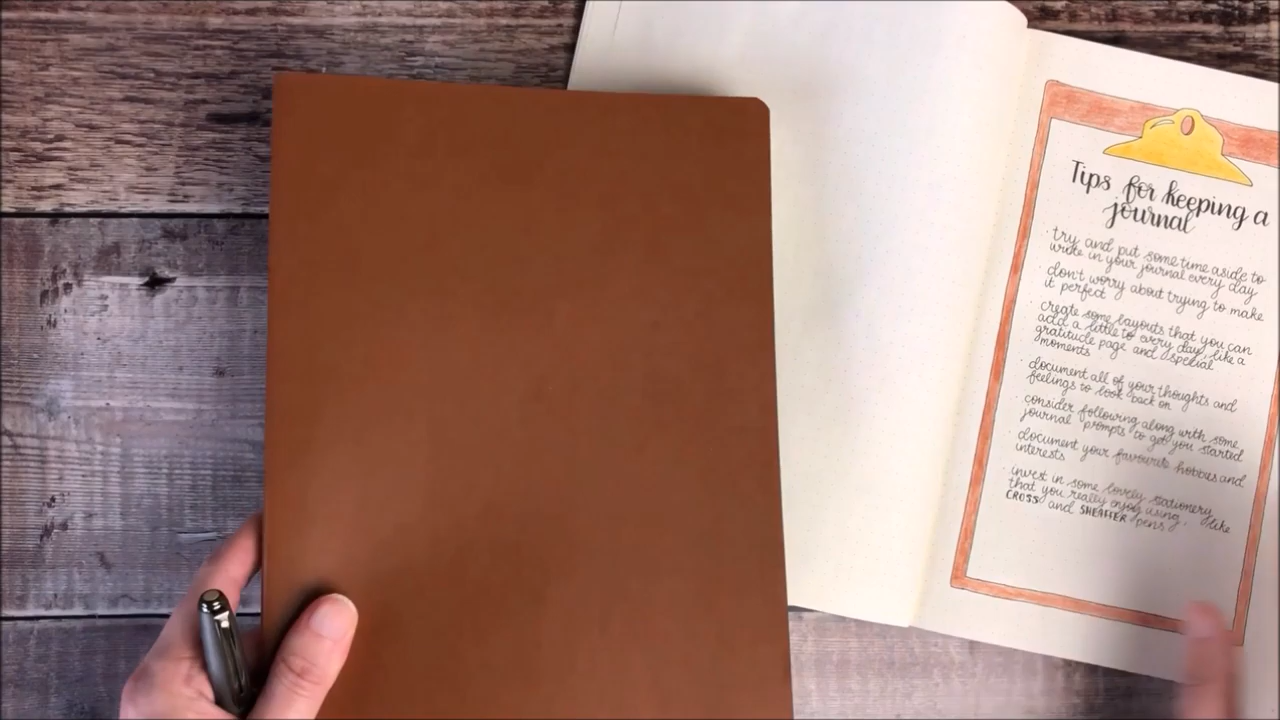 Tips for keeping a
journal
· try and put some time aside to
write in your journal every day
· don't worry about trying to make
it perfect
· create some layouts that you can
add a little to every day, like a
gratitude page and special
moments
· document all of your thoughts and
feelings to look back on
· consider following along with some
journal prompts to get you started
· document your favourite hobbies and
interests
· invest in some lovely stationery
that you really enjoy using, like
CROSS and SHEAFFER pens